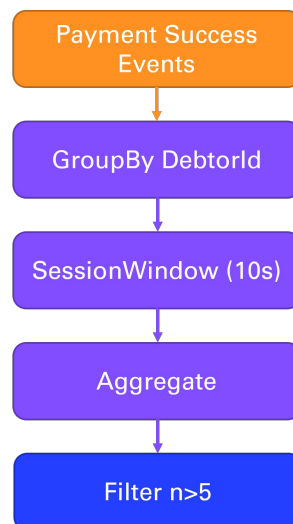 Payment Success
Events
GroupBy DebtorId
SessionWindow (10s)
Aggregate
Filter n>5